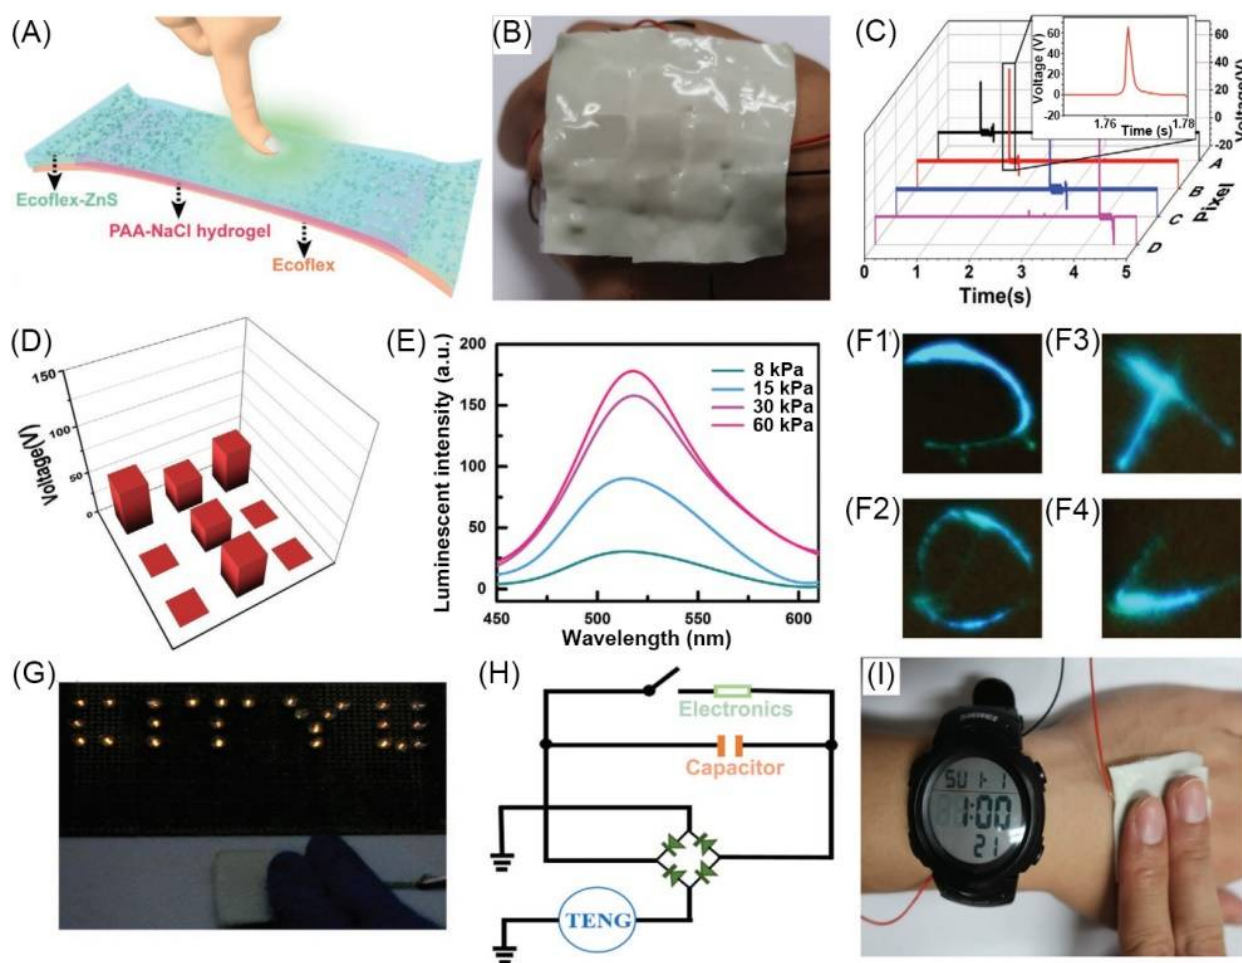 (A)
Ecoflex-ZnS
PAA-NaCl hydrogel
Ecoflex
(B)
(C)
Voltage (V)
60
40
20
0
-20
1.76
1.78
Time (s)
60
40
20
0
-20
Voltage(V)
A
B
C
D
Pixel
0
1
2
3
4
5
Time(s)
(D)
150
100
50
0
Voltage(V)
(E)
Luminescent intensity (a.u.)
200
150
100
50
0
8 kPa
15 kPa
30 kPa
60 kPa
450
500
550
600
Wavelength (nm)
(F1)
(F3)
(F2)
(F4)
(G)
(H)
Electronics
Capacitor
TENG
(I)
SU 1-1
1:00
21